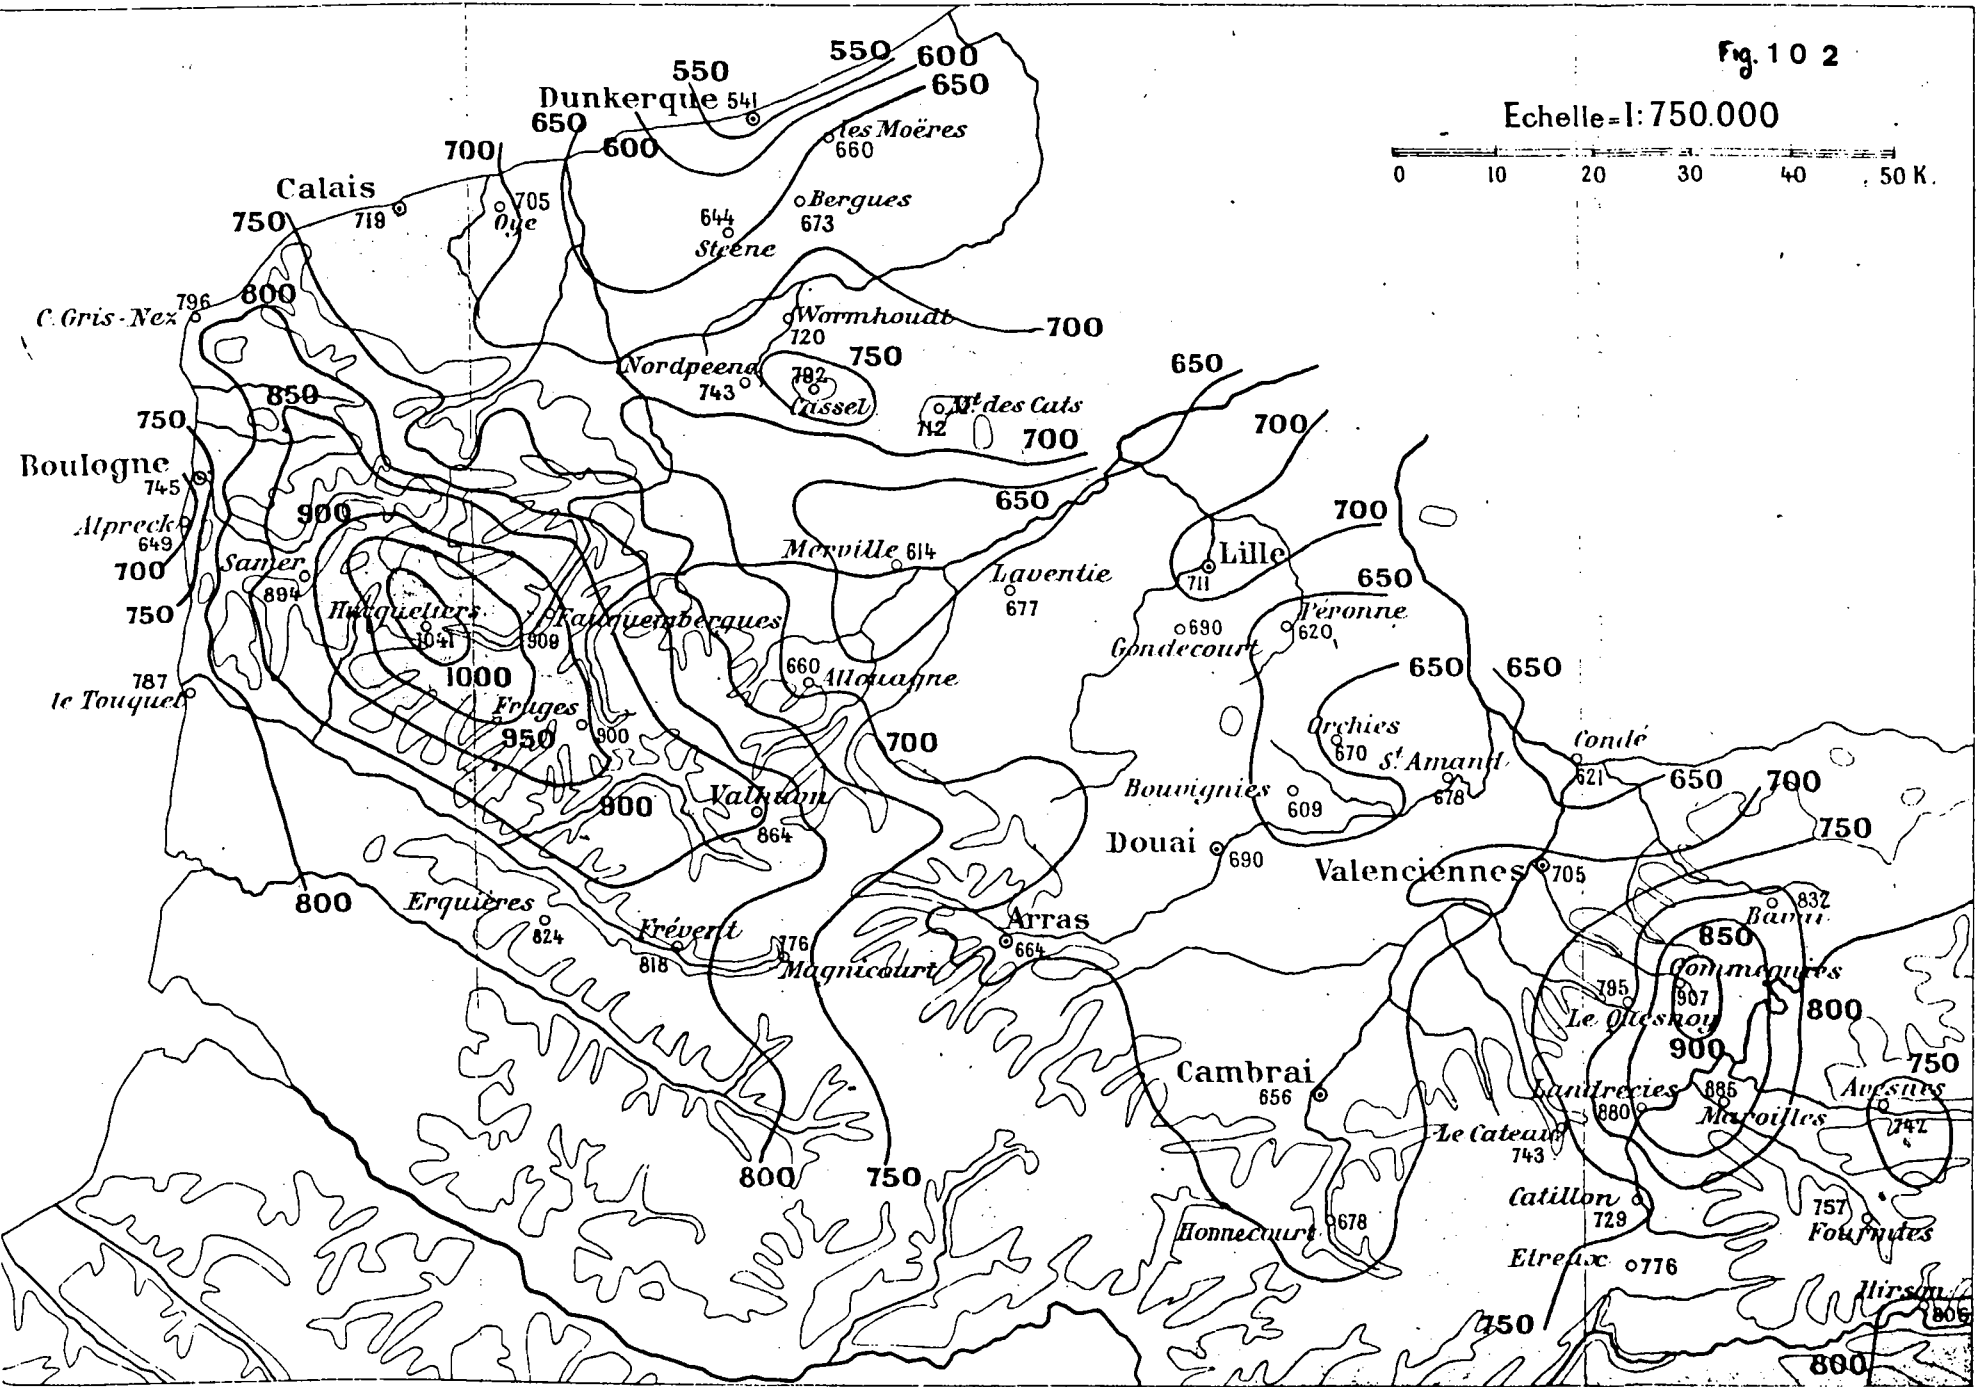 Fig. 102
Echelle=1:750.000
0 10 20 30 40 50 K.
550
550
600
650
Dunkerque 541
650
600
les Moëres
660
700
Calais
719
705
Oye
Bergues
673
644
Steene
750
800
796
C. Gris-Nez
Wormhoudt
720
700
Nordpeene
743
750
792
Cassel
Mt des Cats
712
700
650
700
850
750
Boulogne
745
Alpreck
649
700
750
900
650
700
Samer
894
Merville 614
Laventie
677
Lille
711
650
Hucqueliers
1041
Fauquembergues
909
690
Gondecourt
Péronne
620
1000
787
le Touquet
660
Allouagne
650
650
Fruges
900
950
700
Orchies
670
St Amand
678
Condé
621
650
700
900
Valhuon
864
Bouvignies
609
750
Douai
690
Valenciennes
705
800
Erquières
824
Frévent
818
776
Magnicourt
Arras
664
832
Bavai
850
Commegnies
907
795
Le Quesnoy
800
900
750
Cambrai
656
Landrecies
880
885
Maroilles
Avesnes
742
Le Cateau
743
800
750
Catillon
729
757
Fourmies
Honnecourt
678
Etreux
776
Hirson
806
750
800